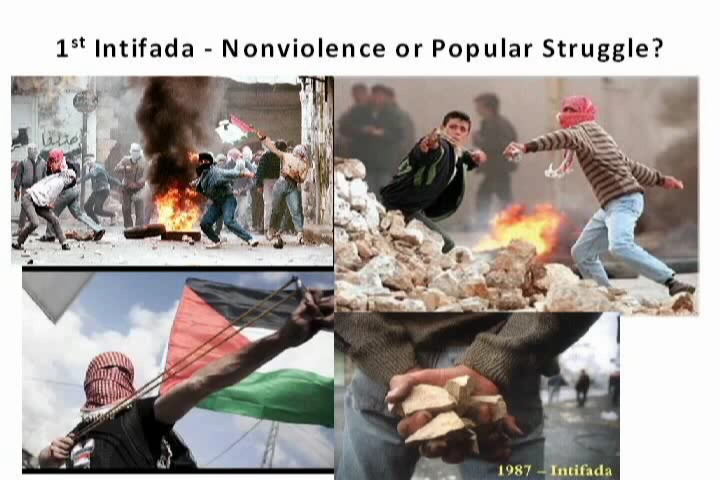 1st Intifada - Nonviolence or Popular Struggle?
1987 – Intifada